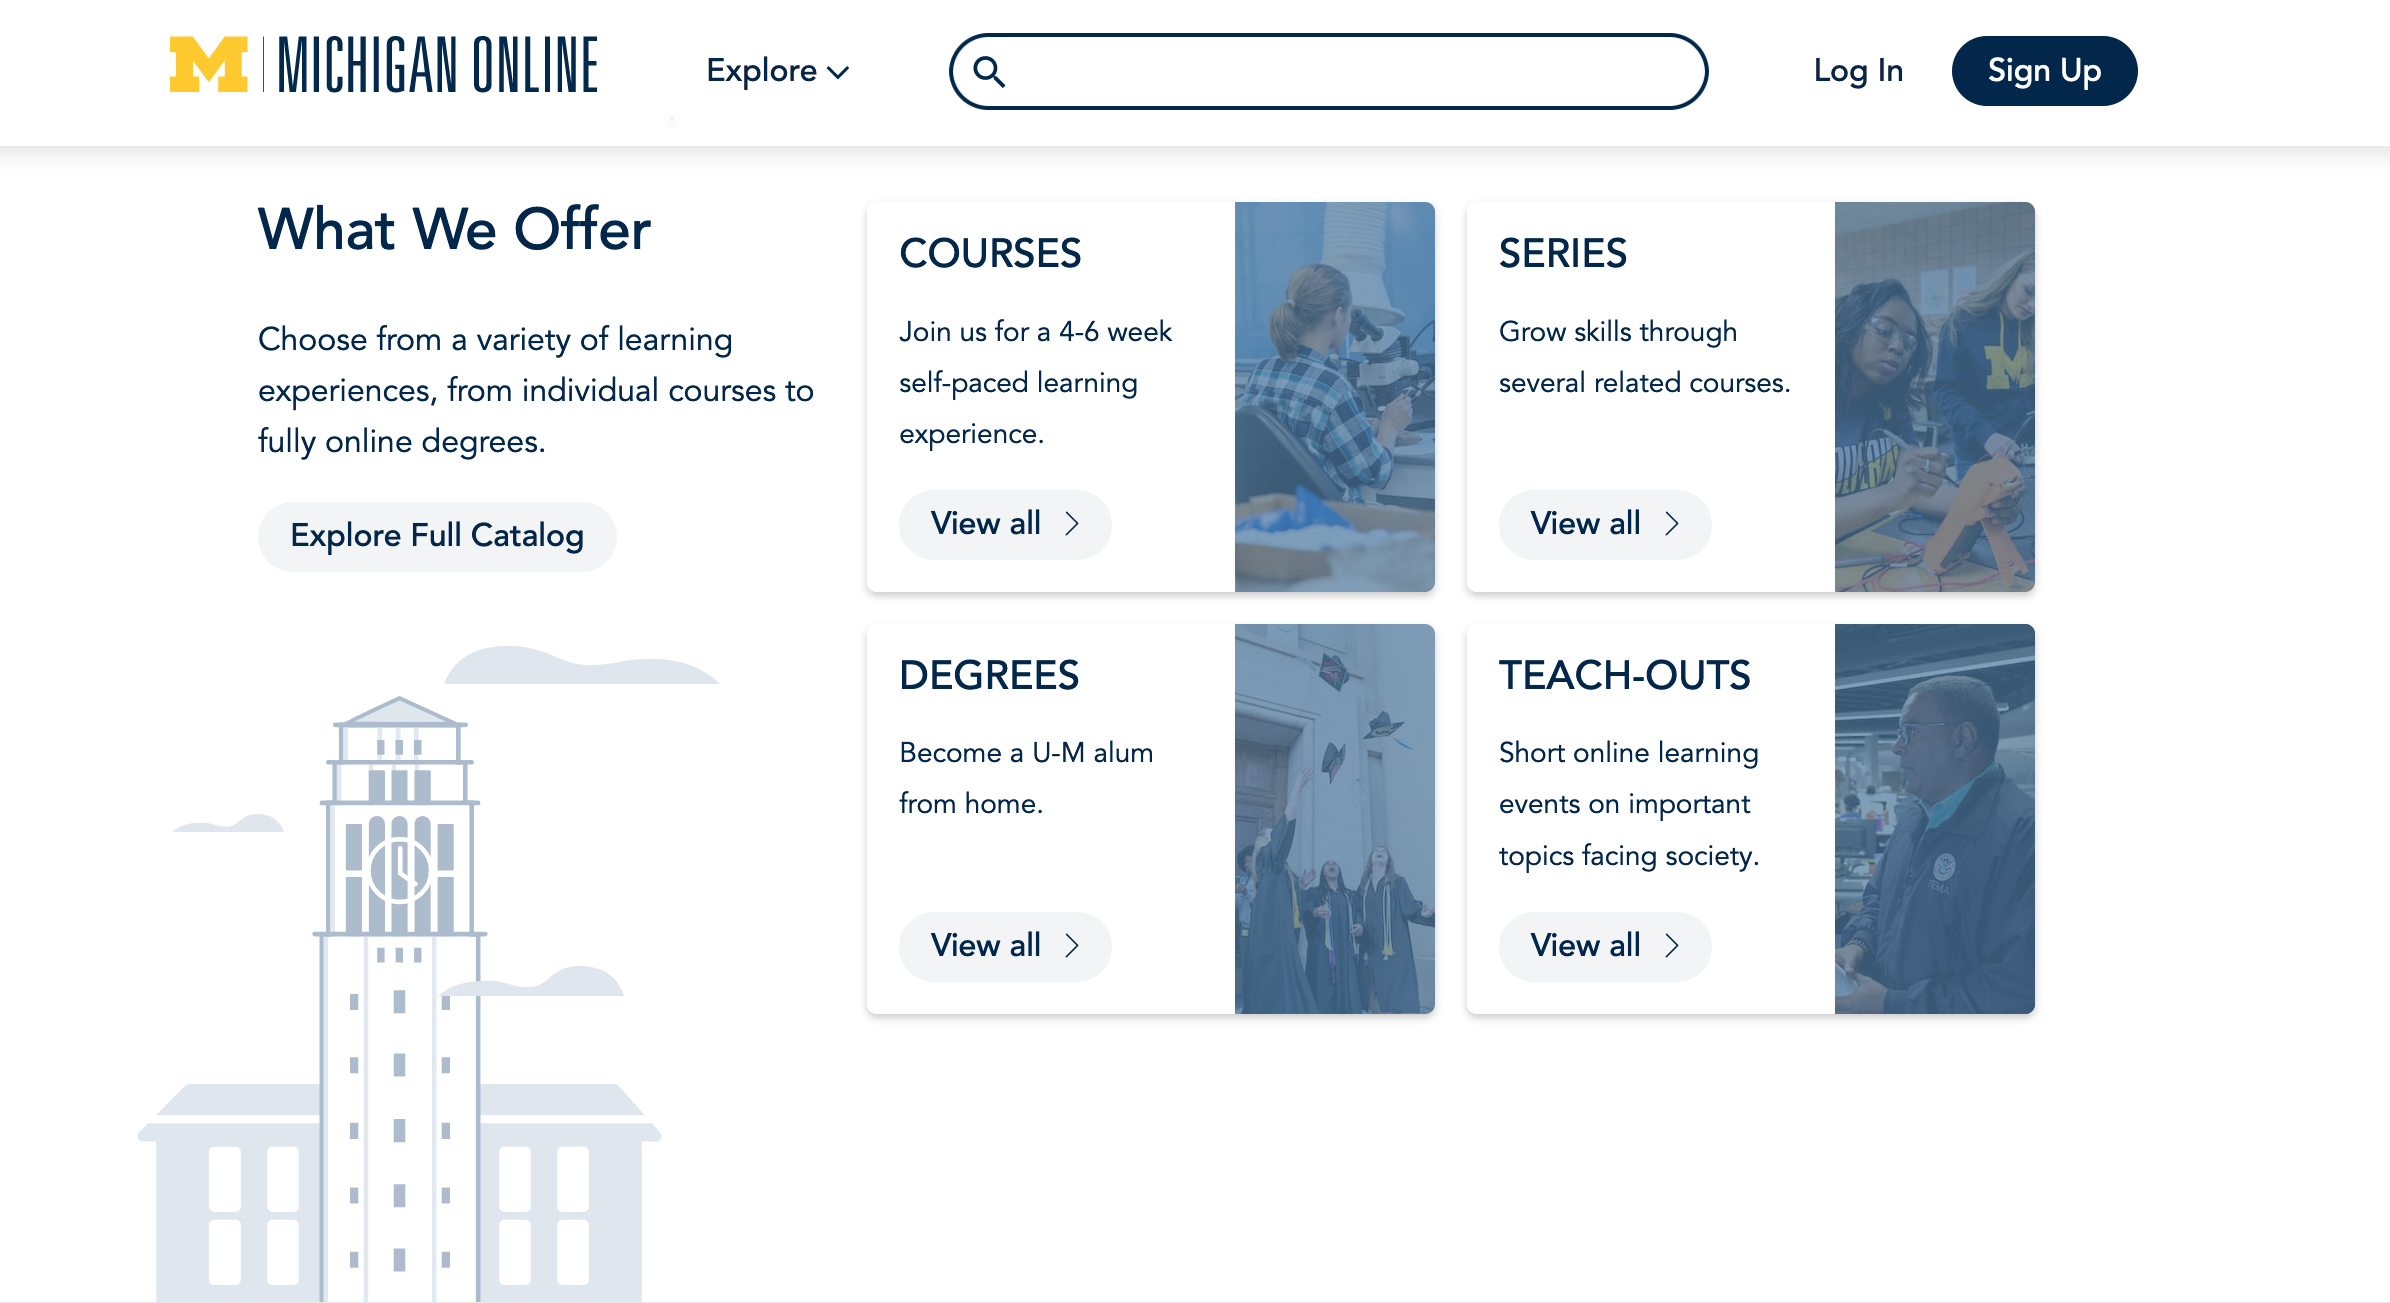 M MICHIGAN ONLINE
Explore
Log In
Sign Up
What We Offer
Choose from a variety of learning
experiences, from individual courses to
fully online degrees.
Explore Full Catalog
COURSES
Join us for a 4-6 week
self-paced learning
experience.
View all
SERIES
Grow skills through
several related courses.
View all
M
DEGREES
Become a U-M alum
from home.
View all
TEACH-OUTS
Short online learning
events on important
topics facing society.
View all